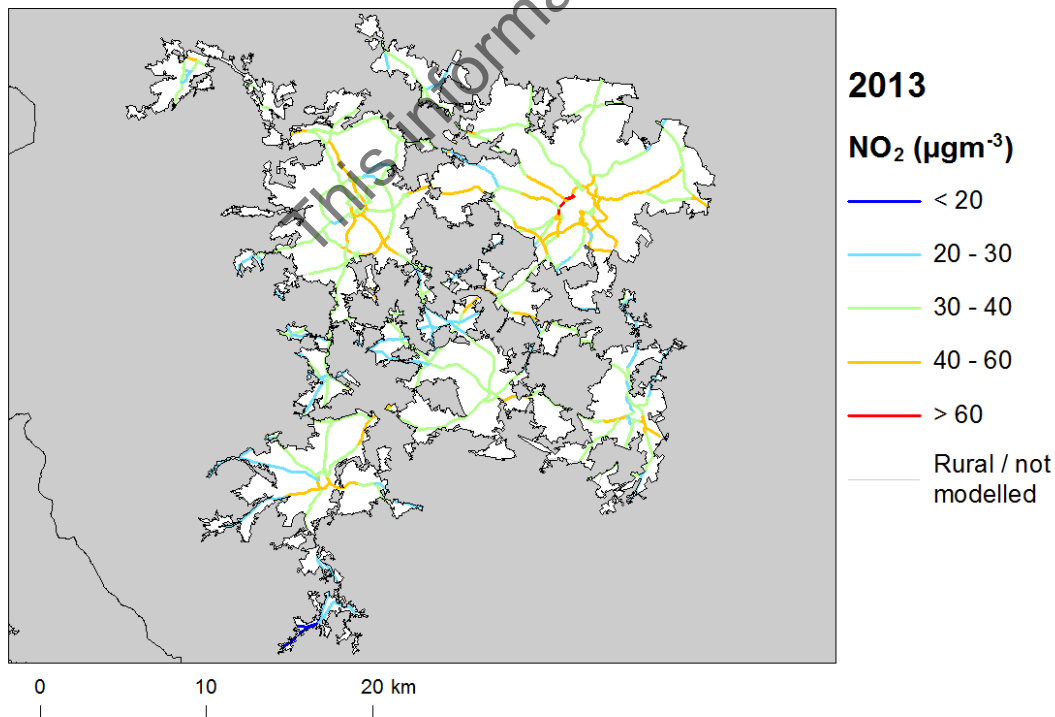 This informa
2013
NO₂ (µgm⁻³)
< 20
20 - 30
30 - 40
40 - 60
> 60
Rural / not
modelled
0 10 20 km